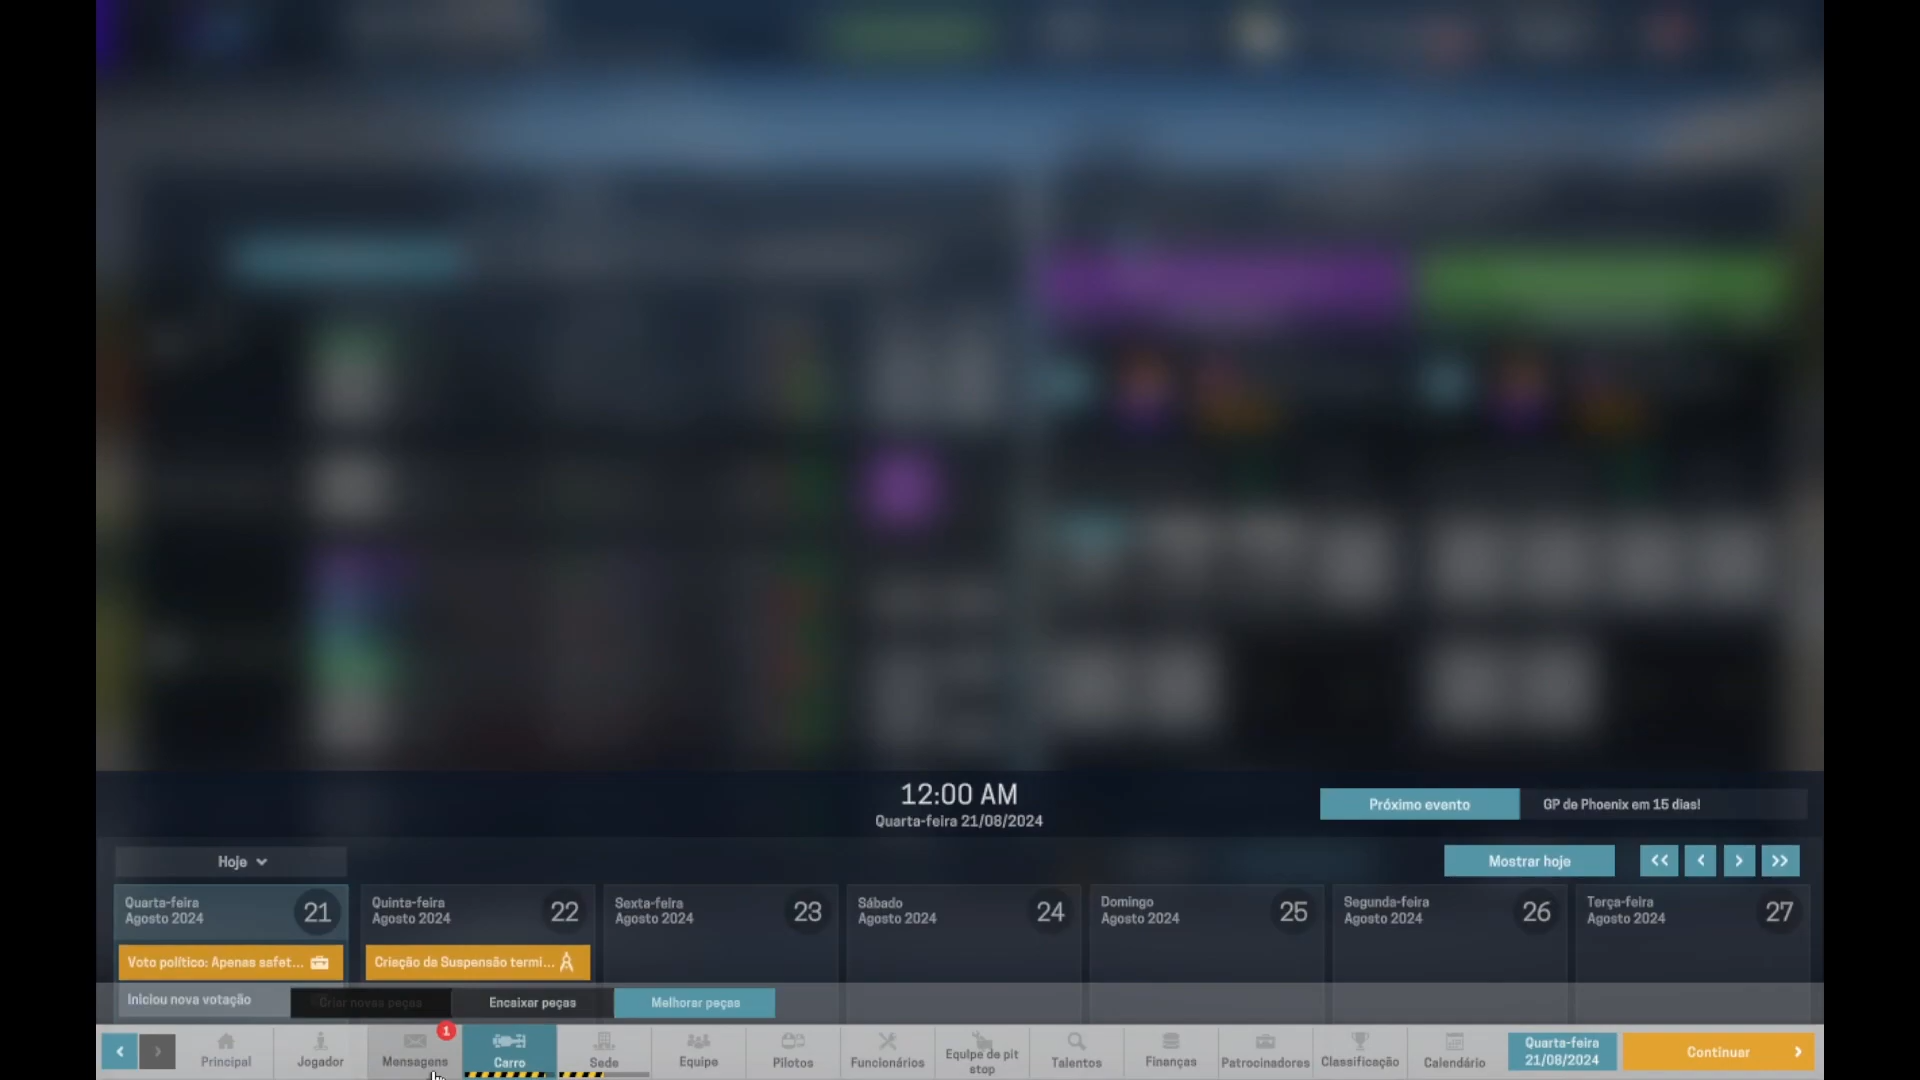 12:00 AM
Quarta-feira 21/08/2024
Próximo evento
GP de Phoenix em 15 dias!
Hoje
Mostrar hoje
<< < > >>
Quarta-feira
Agosto 2024
21
Quinta-feira
Agosto 2024
22
Sexta-feira
Agosto 2024
23
Sábado
Agosto 2024
24
Domingo
Agosto 2024
25
Segunda-feira
Agosto 2024
26
Terça-feira
Agosto 2024
27
Voto político: Apenas safet...
Criação da Suspensão termi...
Iniciou nova votação
Criar novas peças
Encaixar peças
Melhorar peças
1
Principal
Jogador
Mensagens
Carro
Sede
Equipe
Pilotos
Funcionários
Equipe de pit
stop
Talentos
Finanças
Patrocinadores
Classificação
Calendário
Quarta-feira
21/08/2024
Continuar